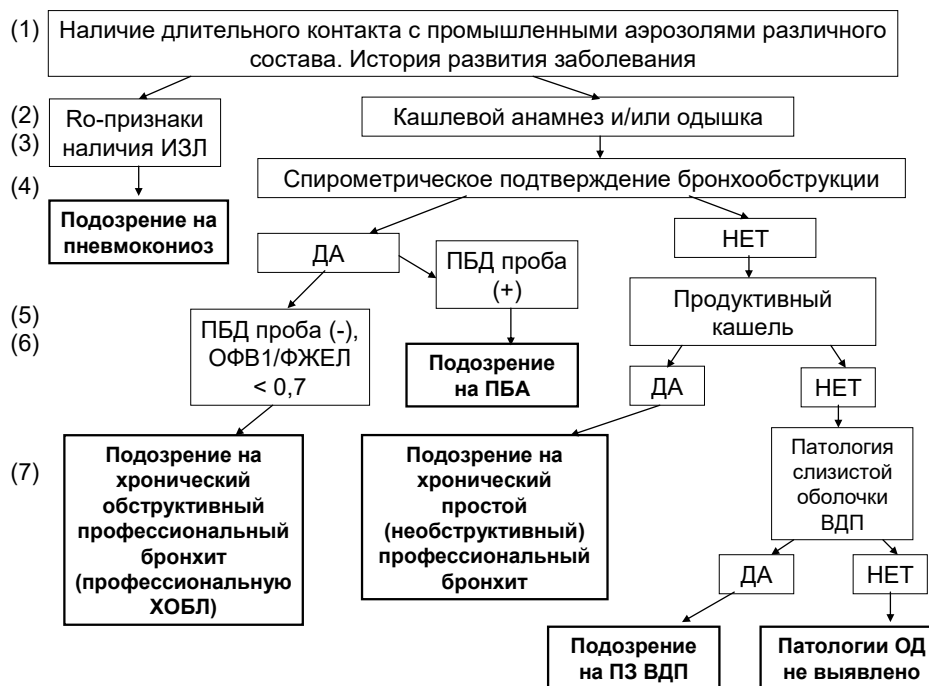 (1)
Наличие длительного контакта с промышленными аэрозолями различного
состава. История развития заболевания
(2)
(3)
Ro-признаки
наличия ИЗЛ
Кашлевой анамнез и/или одышка
(4)
Спирометрическое подтверждение бронхообструкции
Подозрение на
пневмокониоз
ДА
ПБД проба
(+)
НЕТ
(5)
(6)
ПБД проба (-),
ОФВ1/ФЖЕЛ
< 0,7
Подозрение
на ПБА
Продуктивный
кашель
ДА
НЕТ
(7)
Подозрение на
хронический
обструктивный
профессиональный
бронхит
(профессиональную
ХОБЛ)
Подозрение на
хронический
простой
(необструктивный)
профессиональный
бронхит
Патология
слизистой
оболочки
ВДП
ДА
НЕТ
Подозрение
на ПЗ ВДП
Патологии ОД
не выявлено